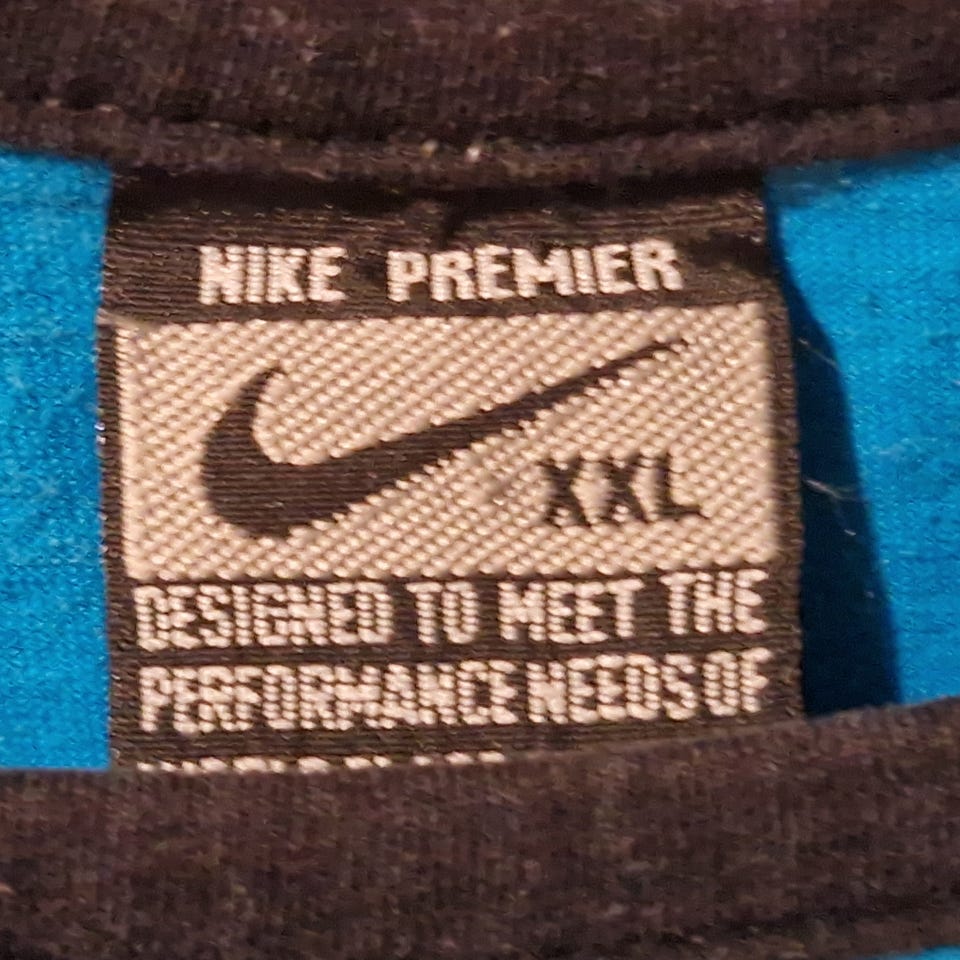 NIKE PREMIER
XXL
DESIGNED TO MEET THE
PERFORMANCE NEEDS OF